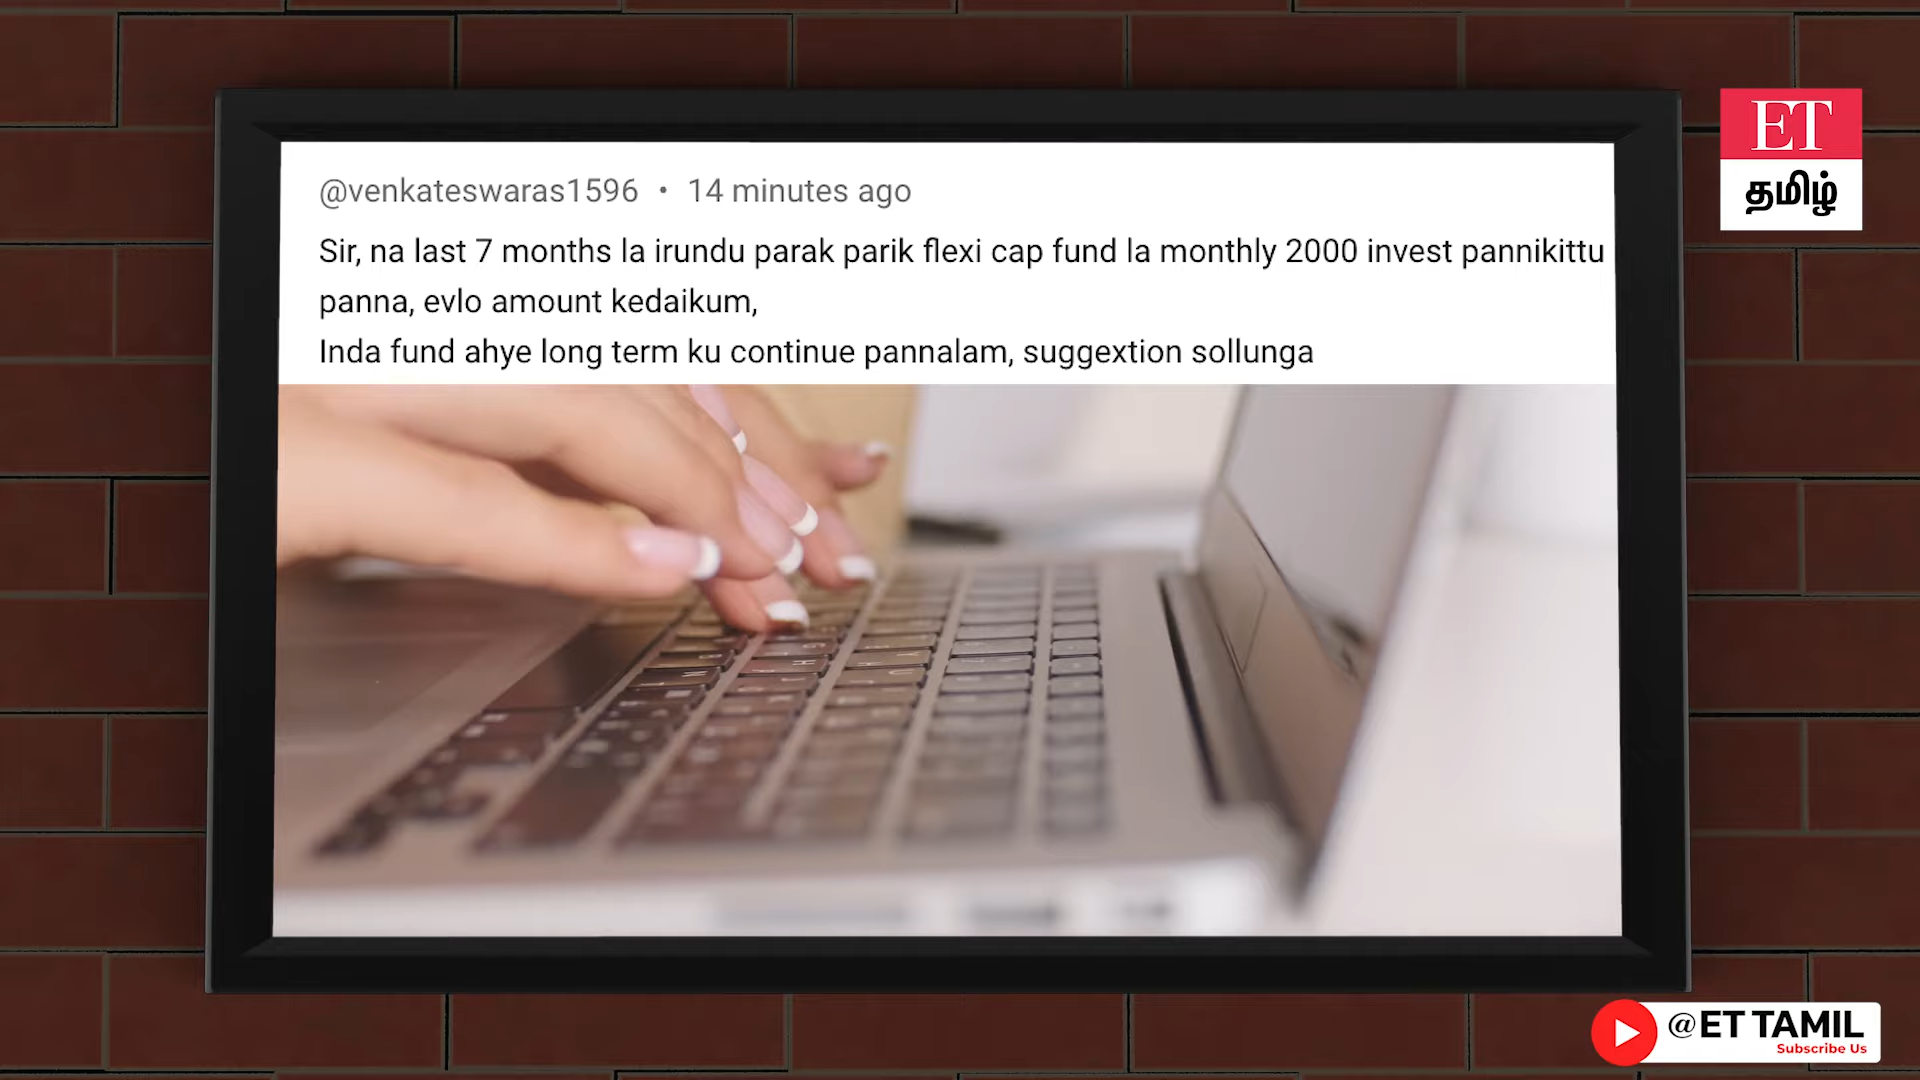 ET
தமிழ்
@venkateswaras1596 • 14 minutes ago
Sir, na last 7 months la irundu parak parik flexi cap fund la monthly 2000 invest pannikittu
panna, evlo amount kedaikum,
Inda fund ahye long term ku continue pannalam, suggextion sollunga
@ET TAMIL
Subscribe Us